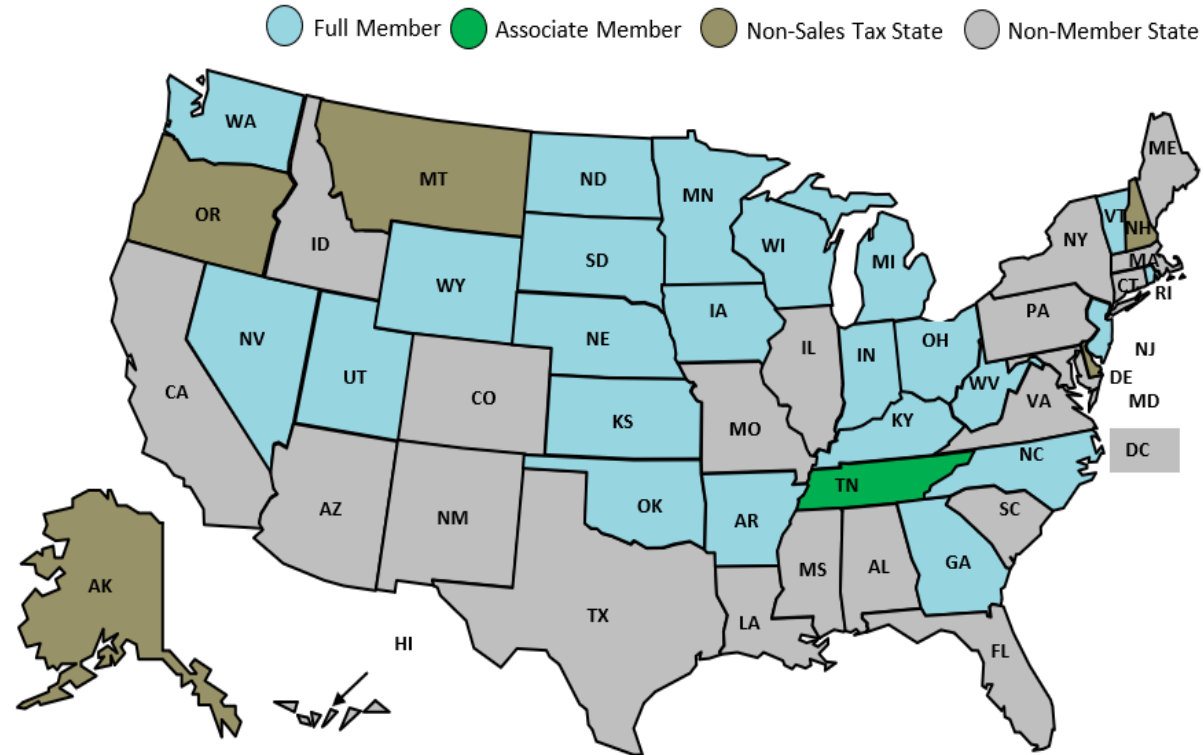 Full Member Associate Member Non-Sales Tax State Non-Member State
WA
ME
MT
ND
MN
VT
OR
NH
ID
NY
WI
SD
MI
MA
WY
CT
RI
PA
IA
NE
NV
OH
IL
IN
NJ
UT
DE
WV
CA
CO
MD
VA
KS
KY
MO
DC
NC
TN
AZ
OK
SC
NM
AR
GA
MS
AL
AK
TX
LA
HI
FL